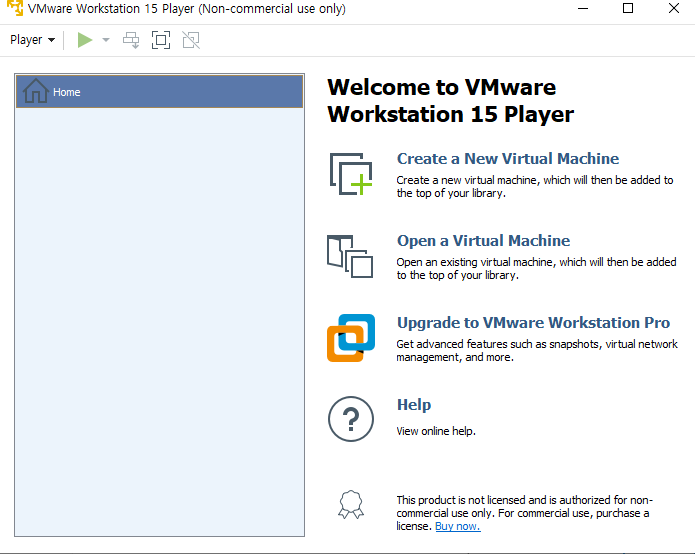 VMware Workstation 15 Player (Non-commercial use only)
Player
Home
Welcome to VMware
Workstation 15 Player
Create a New Virtual Machine
Create a new virtual machine, which will then be added
to the top of your library.
Open a Virtual Machine
Open an existing virtual machine, which will then be added
to the top of your library.
Upgrade to VMware Workstation Pro
Get advanced features such as snapshots, virtual network
management, and more.
?
Help
View online help.
This product is not licensed and is authorized for non-
commercial use only. For commercial use, purchase a
license. Buy now.